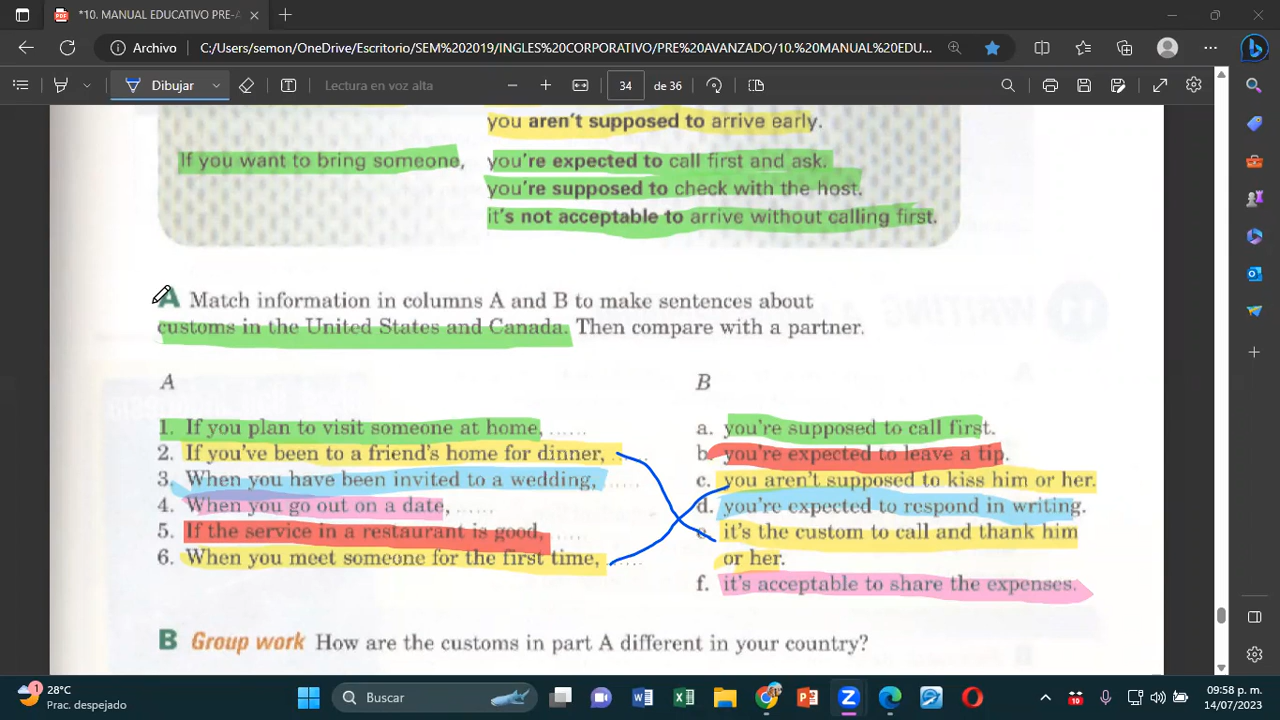 *10. MANUAL EDUCATIVO PRE-A
Archivo
C:/Users/semon/OneDrive/Escritorio/SEM%202019/INGLES%20CORPORATIVO/PRE%20AVANZADO/10.%20MANUAL%20EDU...
Dibujar
Lectura en voz alta
34
de 36
you aren't supposed to arrive early.
If you want to bring someone, you're expected to call first and ask.
you're supposed to check with the host.
it's not acceptable to arrive without calling first.
A Match information in columns A and B to make sentences about
customs in the United States and Canada. Then compare with a partner.
A
1. If you plan to visit someone at home, ......
2. If you've been to a friend's home for dinner, ......
3. When you have been invited to a wedding, ......
4. When you go out on a date, ......
5. If the service in a restaurant is good, ......
6. When you meet someone for the first time, ......
B
a. you're supposed to call first.
b. you're expected to leave a tip.
c. you aren't supposed to kiss him or her.
d. you're expected to respond in writing.
e. it's the custom to call and thank him
or her.
f. it's acceptable to share the expenses.
B Group work How are the customs in part A different in your country?
1
28°C
Prac. despejado
Buscar
10
09:58 p. m.
14/07/2023